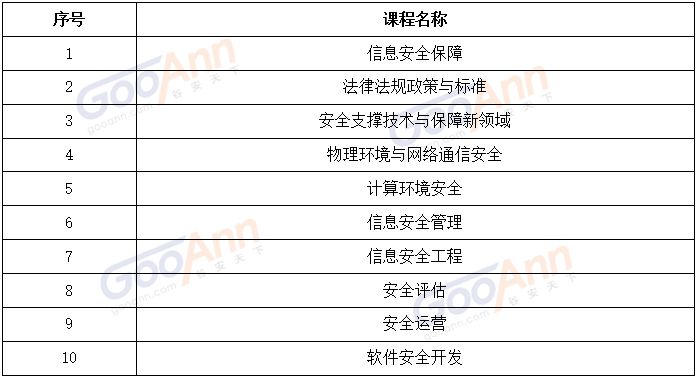 序号 课程名称
1 信息安全保障
2 法律法规政策与标准
3 安全支撑技术与保障新领域
4 物理环境与网络通信安全
5 计算环境安全
6 信息安全管理
7 信息安全工程
8 安全评估
9 安全运营
10 软件安全开发
GooAnn
gooann.com 谷安天下
GooAnn
gooann.com 谷安天下
GooAnn
gooann.com 谷安天下
GooAnn
gooann.com 谷安天下